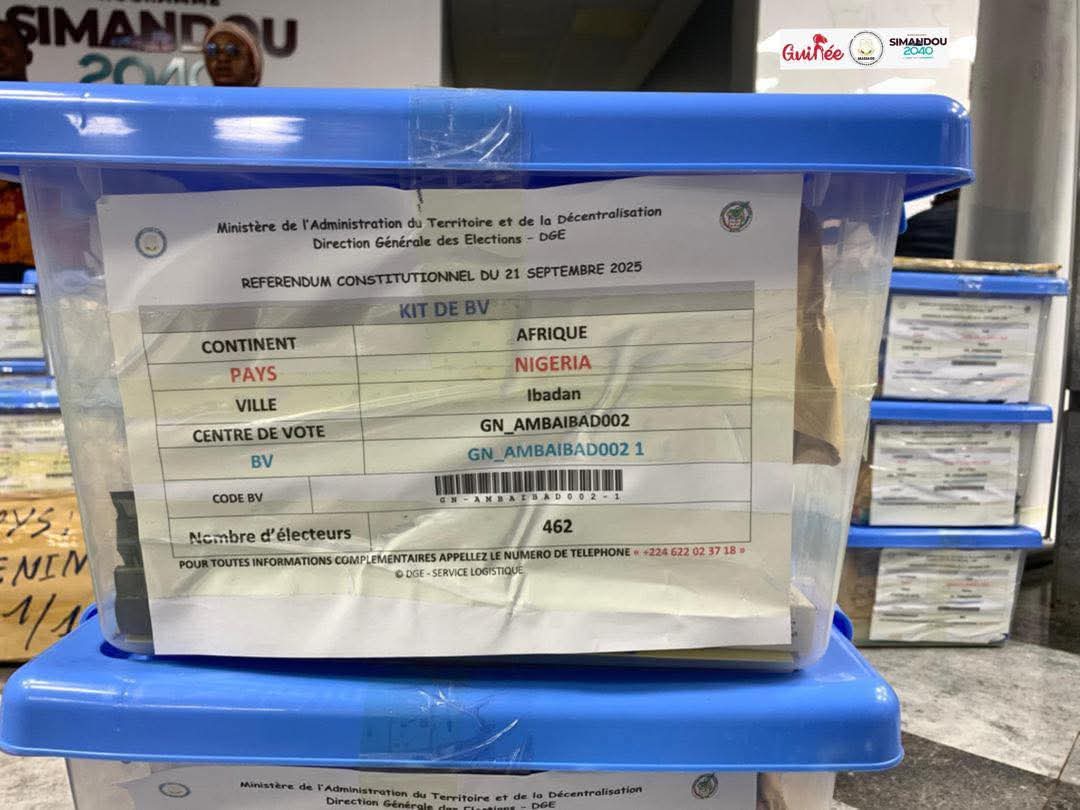 SIMANDOU
2040
Guinée
SIMANDOU
2040
Ministère de l'Administration du Territoire et de la Décentralisation
Direction Générale des Elections - DGE
REFERENDUM CONSTITUTIONNEL DU 21 SEPTEMBRE 2025
KIT DE BV
CONTINENT AFRIQUE
PAYS NIGERIA
VILLE Ibadan
CENTRE DE VOTE GN_AMBAIBAD002
BV GN_AMBAIBAD002 1
CODE BV GN-AMBAIBAD002-1
Nombre d'électeurs 462
POUR TOUTES INFORMATIONS COMPLEMENTAIRES APPELEZ LE NUMERO DE TELEPHONE « +224 622 02 37 18 »
© DGE - SERVICE LOGISTIQUE
ENIN
1/1
Ministère de l'Administration du Territoire et de la Décentralisation
Direction Générale des Elections - DGE